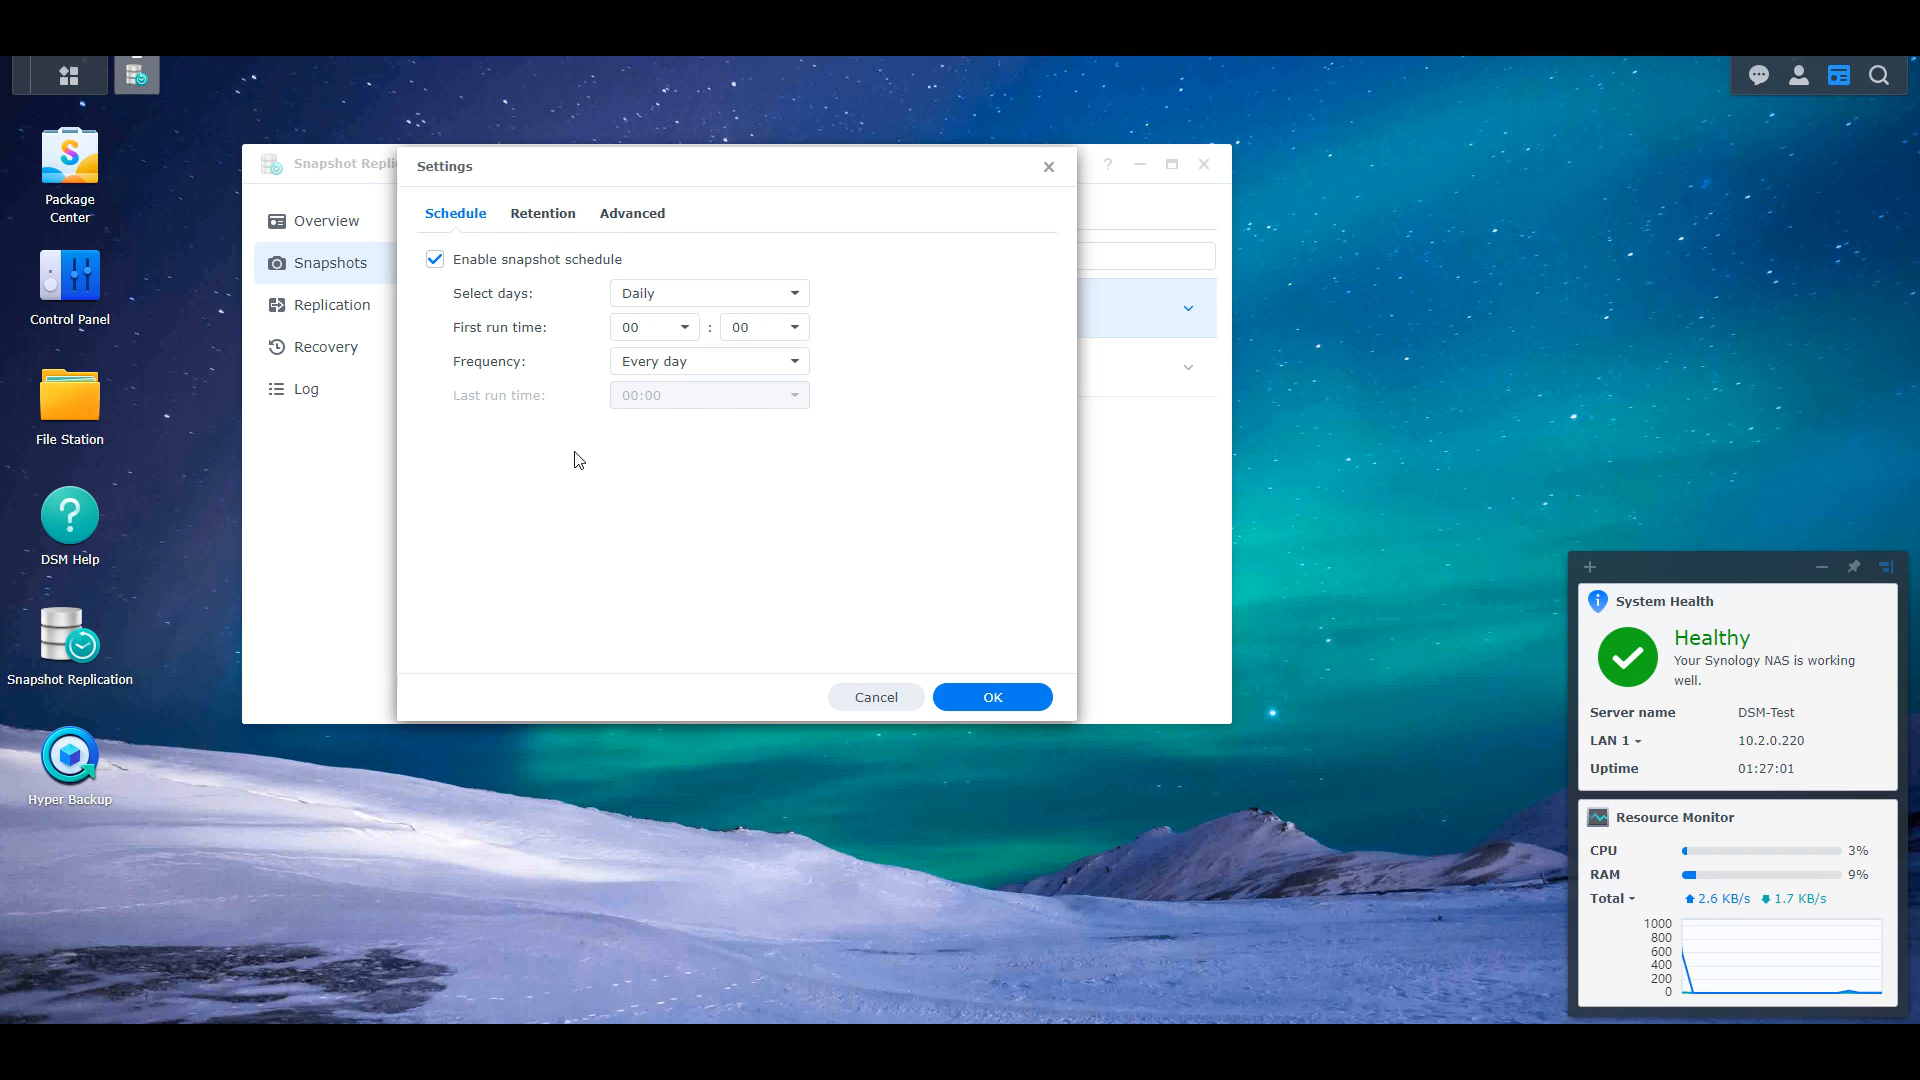 Package
Center
Control Panel
File Station
DSM Help
Snapshot Replication
Hyper Backup
Snapshot Repli
Overview
Snapshots
Replication
Recovery
Log
Settings
Schedule Retention Advanced
Enable snapshot schedule
Select days: Daily
First run time: 00 : 00
Frequency: Every day
Last run time: 00:00
Cancel OK
System Health
Healthy
Your Synology NAS is working
well.
Server name DSM-Test
LAN 1 10.2.0.220
Uptime 01:27:01
Resource Monitor
CPU 3%
RAM 9%
Total 2.6 KB/s 1.7 KB/s
1000
800
600
400
200
0